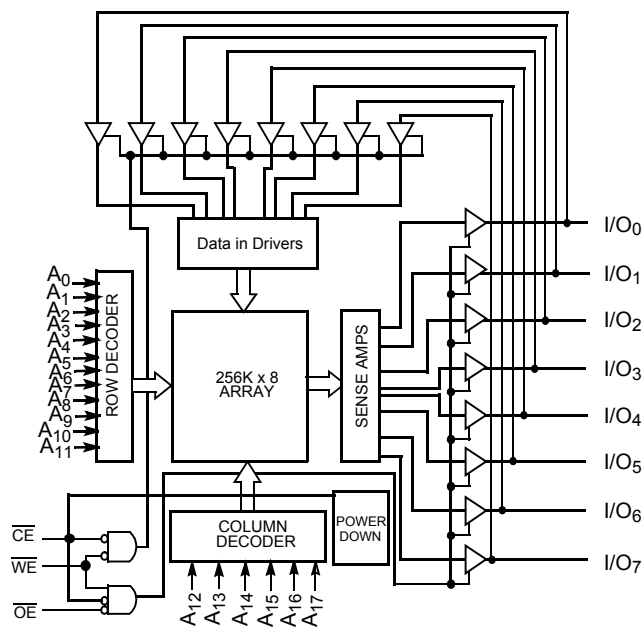 Data in Drivers
I/O0
I/O1
I/O2
I/O3
I/O4
I/O5
I/O6
I/O7
A0
A1
A2
A3
A4
A5
A6
A7
A8
A9
A10
A11
ROW DECODER
256K x 8
ARRAY
SENSE AMPS
COLUMN
DECODER
POWER
DOWN
CE
WE
OE
A12
A13
A14
A15
A16
A17